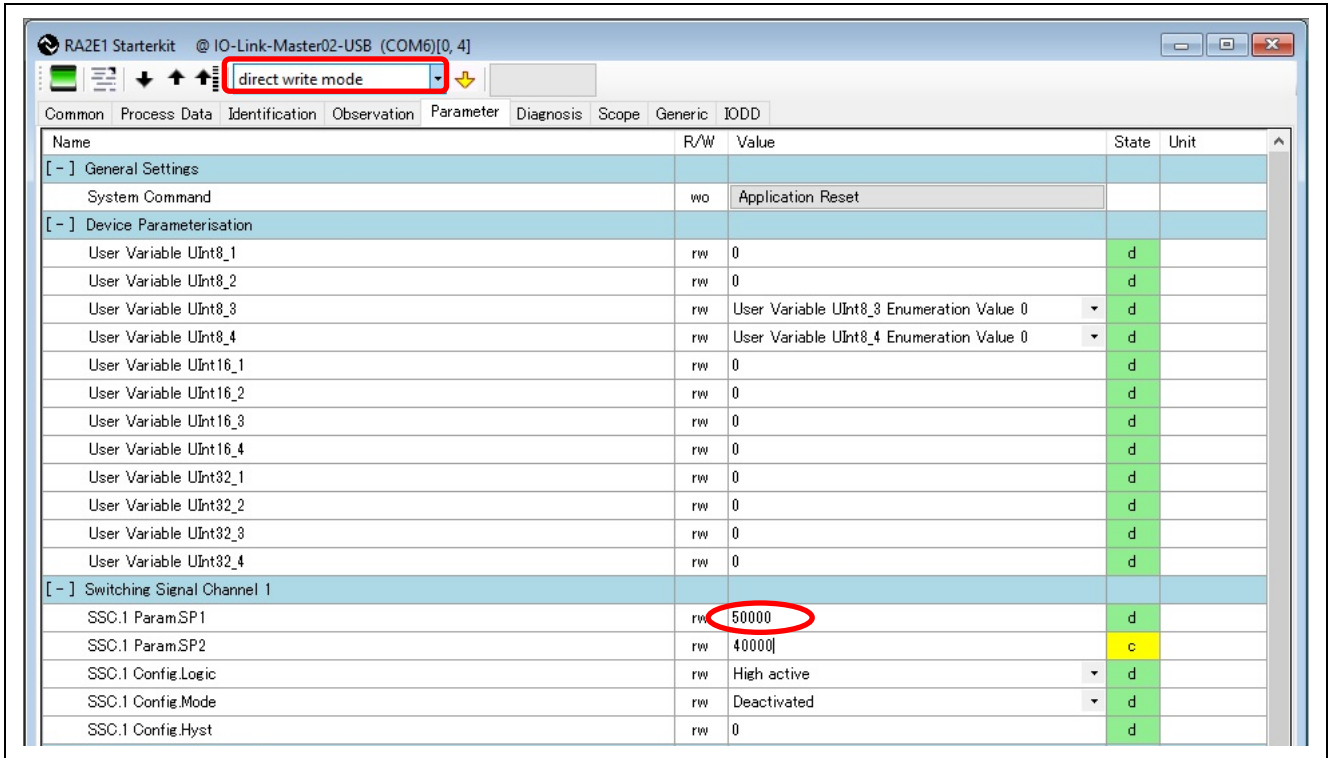 RA2E1 Starterkit @ IO-Link-Master02-USB (COM6)[0, 4]
direct write mode
Common Process Data Identification Observation Parameter Diagnosis Scope Generic IODD
Name R/W Value State Unit
[-] General Settings
System Command wo Application Reset
[-] Device Parameterisation
User Variable UInt8_1 rw 0 d
User Variable UInt8_2 rw 0 d
User Variable UInt8_3 rw User Variable UInt8_3 Enumeration Value 0 d
User Variable UInt8_4 rw User Variable UInt8_4 Enumeration Value 0 d
User Variable UInt16_1 rw 0 d
User Variable UInt16_2 rw 0 d
User Variable UInt16_3 rw 0 d
User Variable UInt16_4 rw 0 d
User Variable UInt32_1 rw 0 d
User Variable UInt32_2 rw 0 d
User Variable UInt32_3 rw 0 d
User Variable UInt32_4 rw 0 d
[-] Switching Signal Channel 1
SSC.1 Param.SP1 rw 50000 d
SSC.1 Param.SP2 rw 40000 c
SSC.1 Config.Logic rw High active d
SSC.1 Config.Mode rw Deactivated d
SSC.1 Config.Hyst rw 0 d